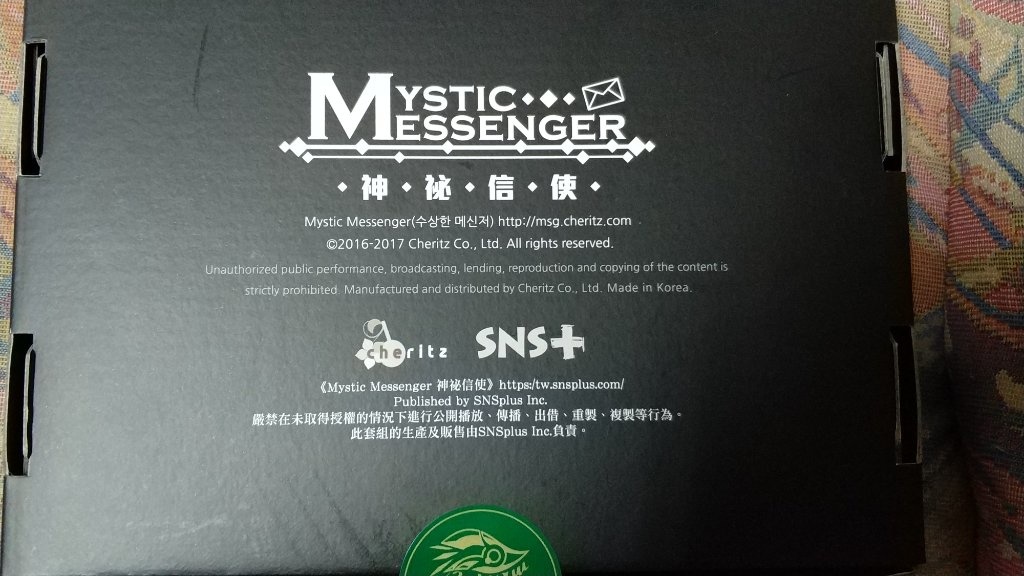 MYSTIC
MESSENGER
神・祕・信・使
Mystic Messenger(수상한 메신저) http://msg.cheritz.com
©2016-2017 Cheritz Co., Ltd. All rights reserved.
Unauthorized public performance, broadcasting, lending, reproduction and copying of the content is
strictly prohibited. Manufactured and distributed by Cheritz Co., Ltd. Made in Korea.
cheritz SNS+
《Mystic Messenger 神祕信使》https:/tw.snsplus.com/
Published by SNSplus Inc.
嚴禁在未取得授權的情況下進行公開播放、傳播、出借、重製、複製等行為。
此套組的生產及販售由SNSplus Inc.負責。